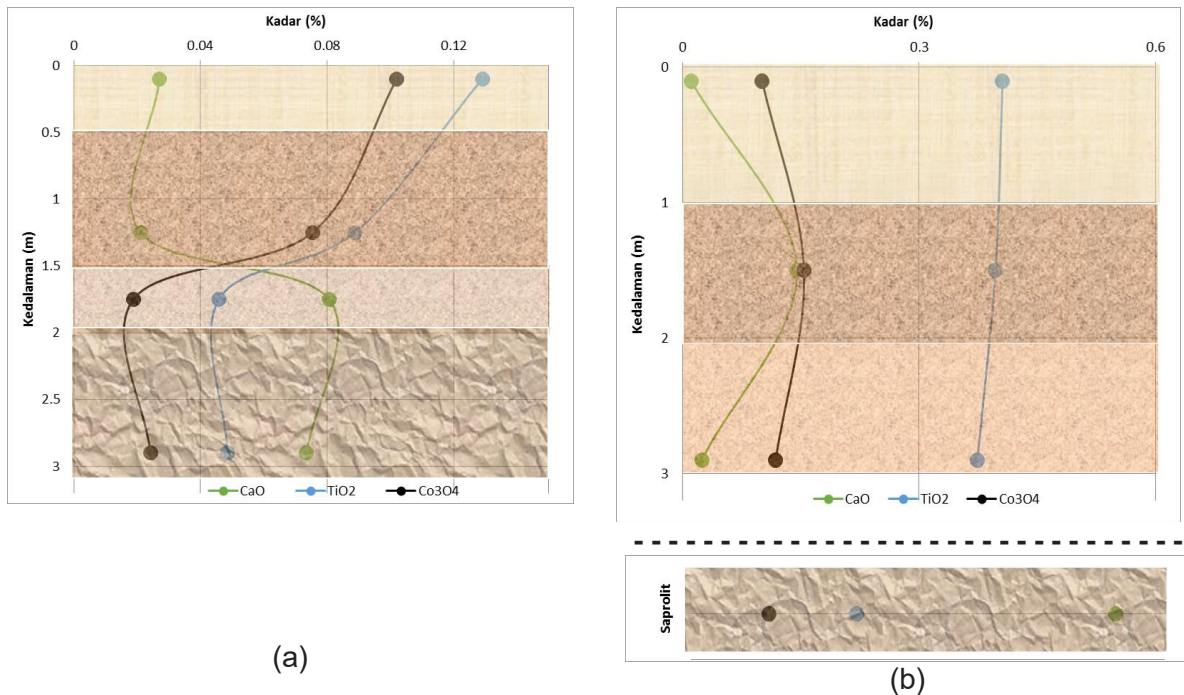 Kadar (%)
0 0.04 0.08 0.12
Kedalaman (m)
0
0.5
1
1.5
2
2.5
3
CaO TiO2 Co3O4
(a)
Kadar (%)
0 0.3 0.6
Kedalaman (m)
0
1
2
3
CaO TiO2 Co3O4
Saprolit
(b)